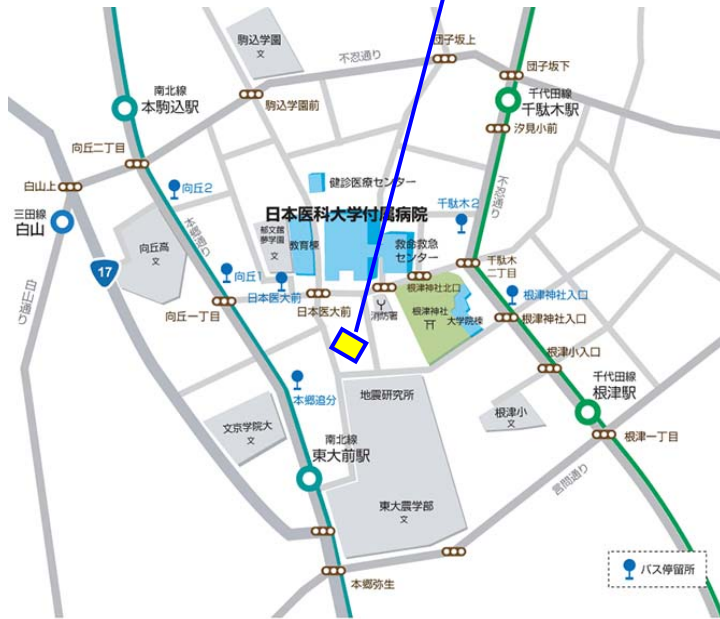 駒込学園
文
団子坂上
不忍通り
団子坂下
南北線
本駒込駅
千代田線
千駄木駅
駒込学園前
汐見小前
向丘二丁目
健診医療センター
白山上
向丘2
不忍通り
千駄木2
日本医科大学付属病院
三田線
白山
本郷通り
郁文館
夢学園
文
教育棟
救命救急
センター
向丘高
文
千駄木
二丁目
17
向丘1
日本医大前
根津神社北口
根津神社入口
白山通り
向丘一丁目
日本医大前
消防署
根津神社
大学院棟
根津神社入口
根津小入口
本郷追分
地震研究所
千代田線
根津駅
文京学院大
文
根津小
文
南北線
東大前駅
根津一丁目
言問通り
東大農学部
文
本郷弥生
バス停留所